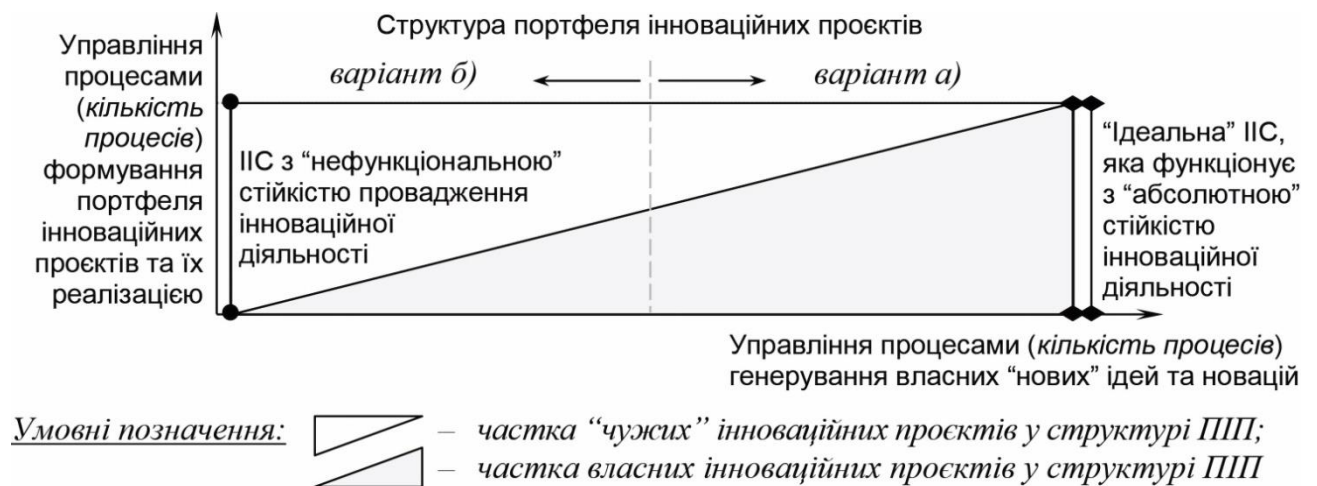 Структура портфеля інноваційних проєктів
варіант б)
варіант а)
Управління
процесами
(кількість
процесів)
формування
портфеля
інноваційних
проєктів та їх
реалізацією
ІІС з “нефункціональною”
стійкістю провадження
інноваційної
діяльності
“Ідеальна” ІІС,
яка функціонує
з “абсолютною”
стійкістю
інноваційної
діяльності
Управління процесами (кількість процесів)
генерування власних “нових” ідей та новацій
Умовні позначення:
– частка “чужих” інноваційних проєктів у структурі ПІП;
– частка власних інноваційних проєктів у структурі ПІП